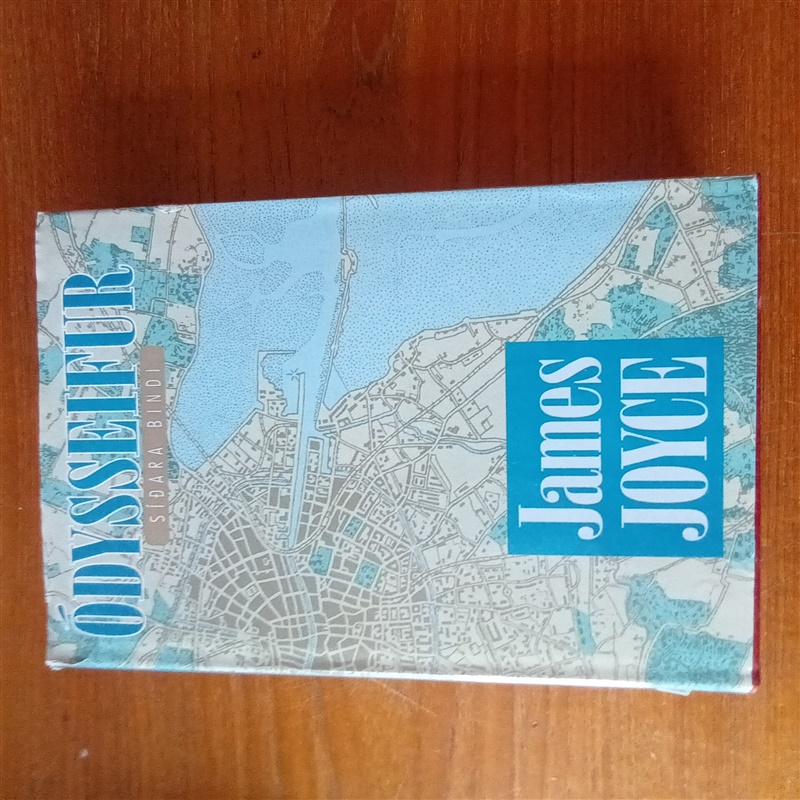 ÓDYSSEIFUR
SÍÐARA BINDI
James
JOYCE